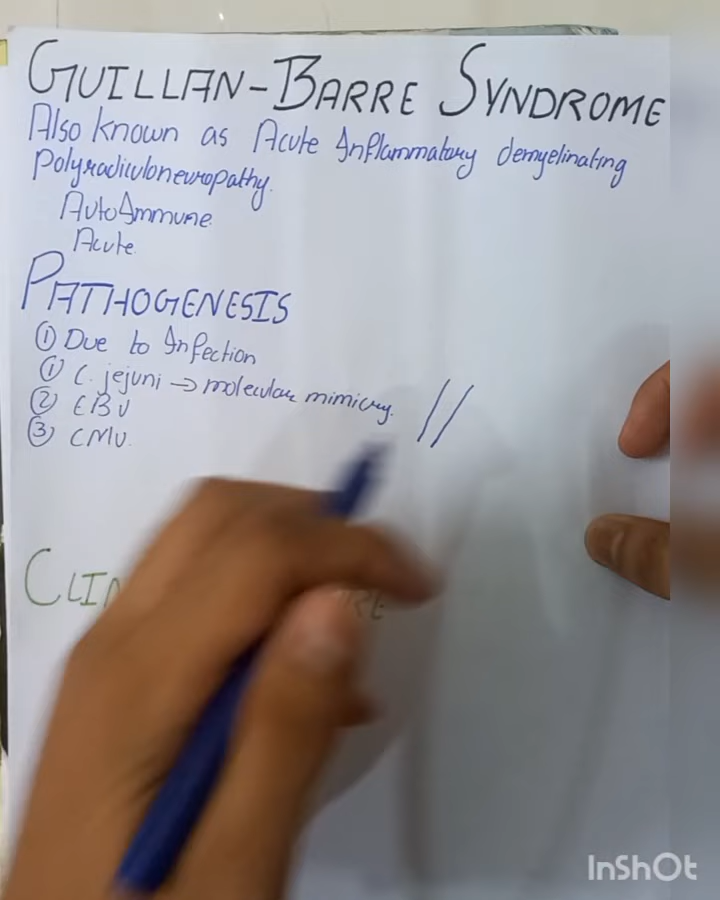 GUILLAN-BARRE SYNDROME
Also known as Acute Inflammatory demyelinating
polyradiculoneuropathy.
AutoImmune
Acute
PATHOGENESIS
① Due to Infection
① C. jejuni → molecular mimicry.
② EBV
③ CMV
InShOt